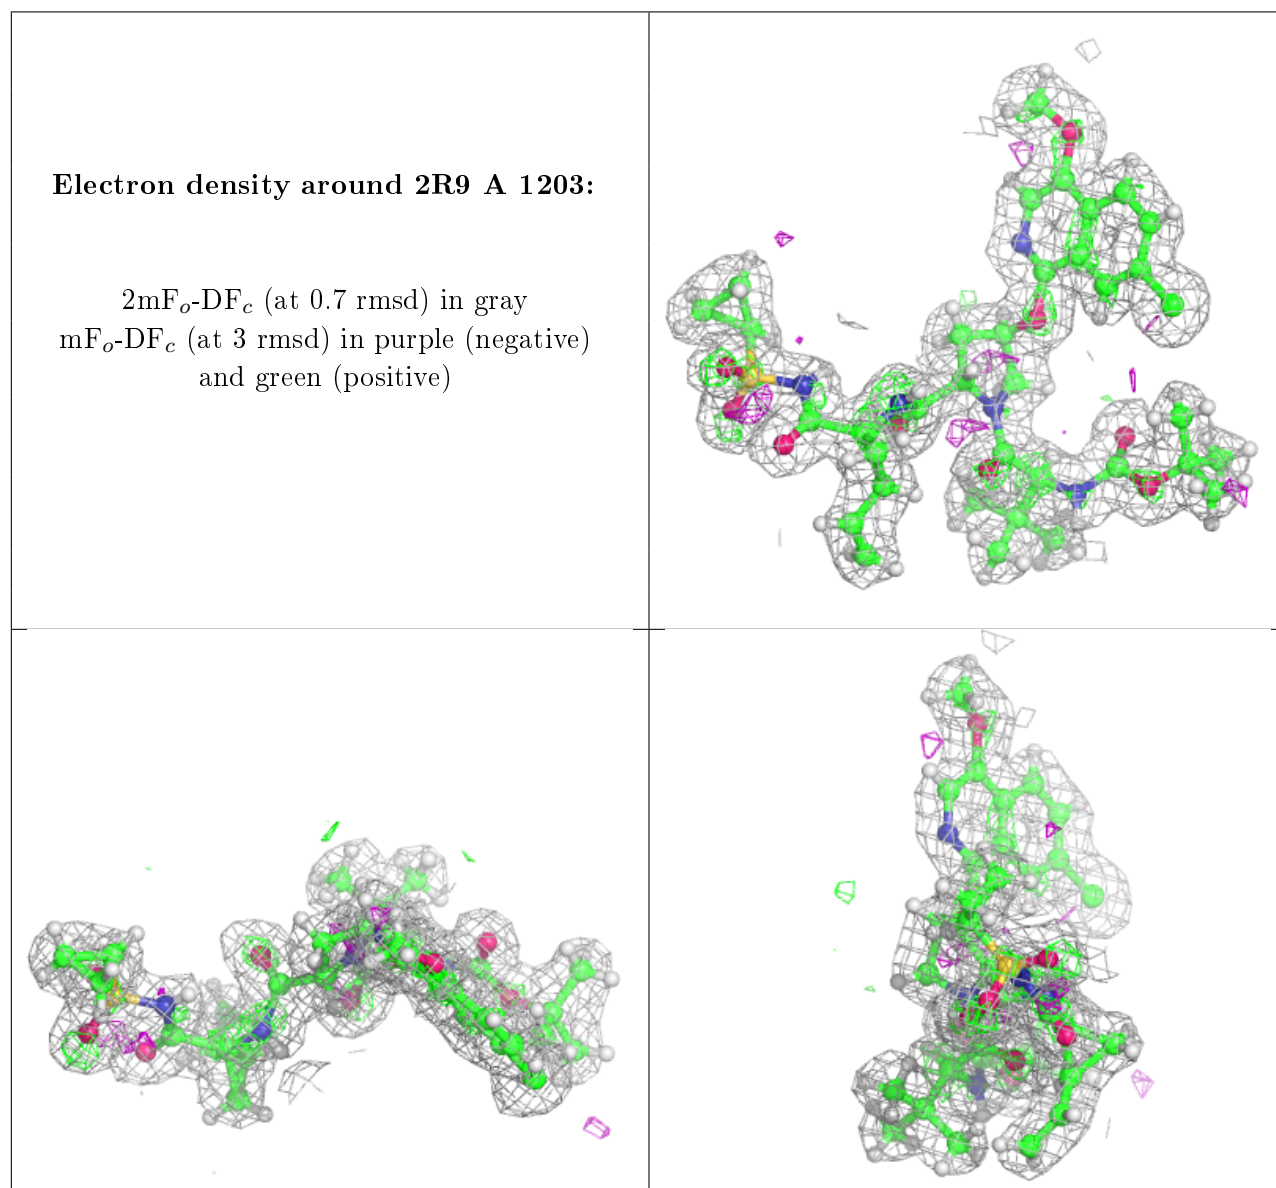 Electron density around 2R9 A 1203:
2mFo-DFc (at 0.7 rmsd) in gray
mFo-DFc (at 3 rmsd) in purple (negative)
and green (positive)